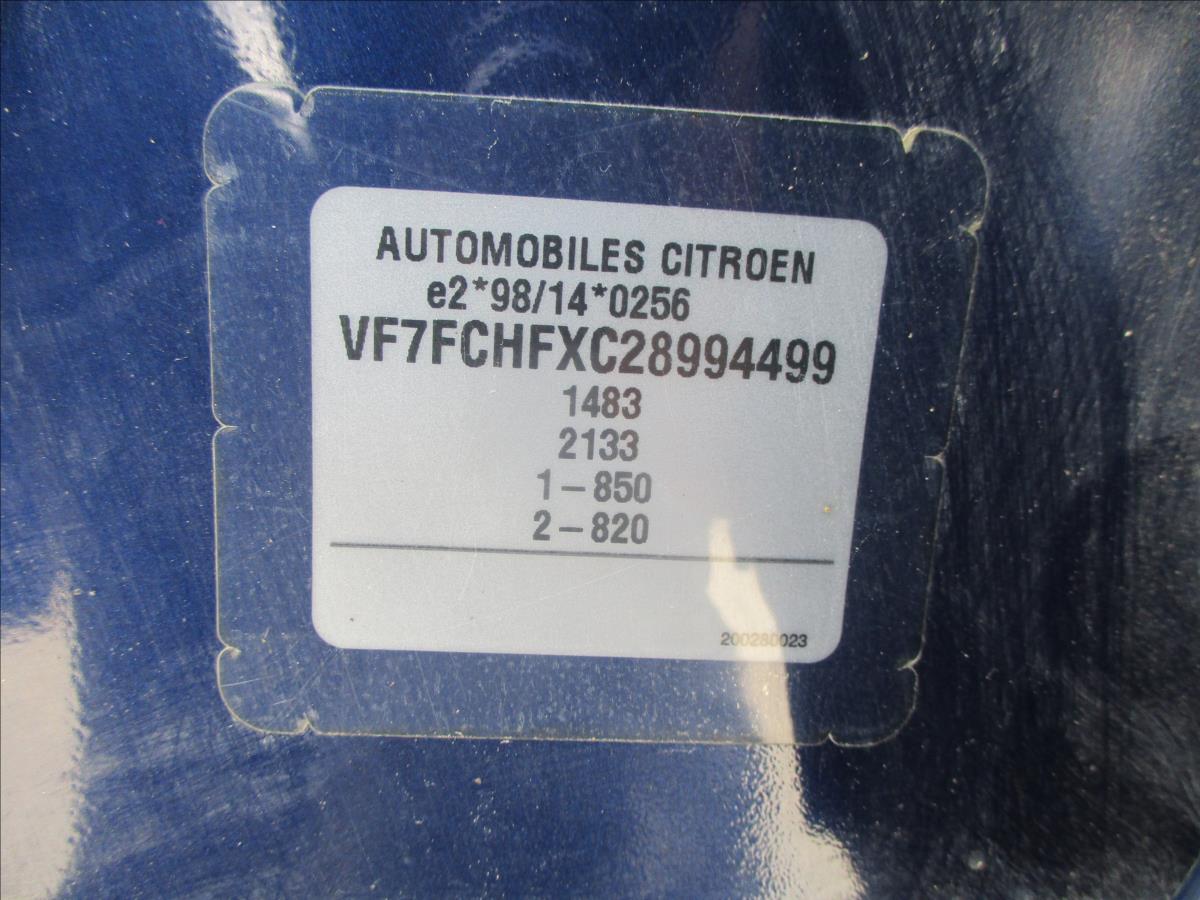 AUTOMOBILES CITROEN
e2*98/14*0256
VF7FCHFXC28994499
1483
2133
1-850
2-820
200280023